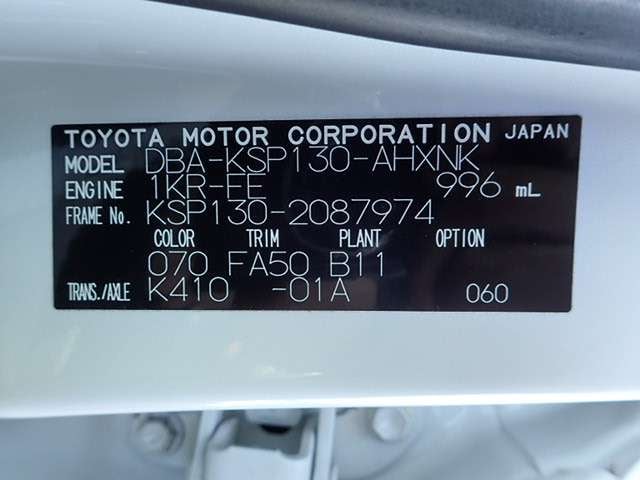 TOYOTA MOTOR CORPORATION JAPAN
MODEL DBA-KSP130-AHXNK
ENGINE 1KR-FE 996 mL
FRAME No. KSP130-2087974
COLOR TRIM PLANT OPTION
070 FA50 B11
TRANS./AXLE K410 -01A 060